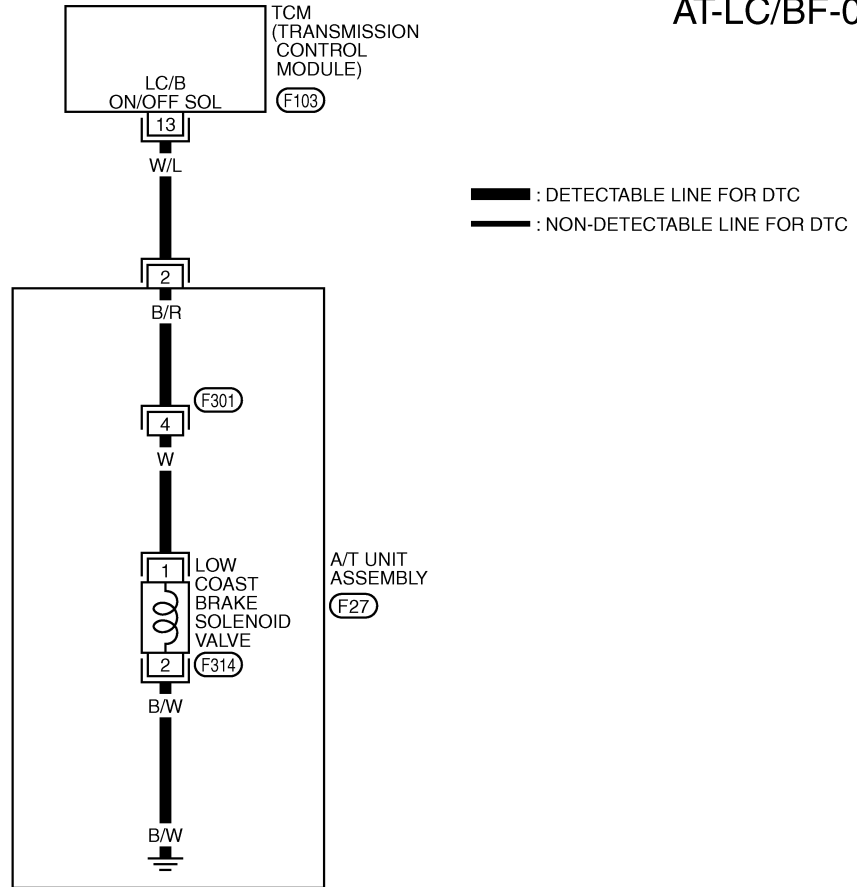 AT-LC/BF-0
TCM
(TRANSMISSION
CONTROL
MODULE)
F103
LC/B
ON/OFF SOL
13
W/L
: DETECTABLE LINE FOR DTC
: NON-DETECTABLE LINE FOR DTC
2
B/R
F301
4
W
1
LOW
COAST
BRAKE
SOLENOID
VALVE
2
F314
A/T UNIT
ASSEMBLY
F27
B/W
B/W